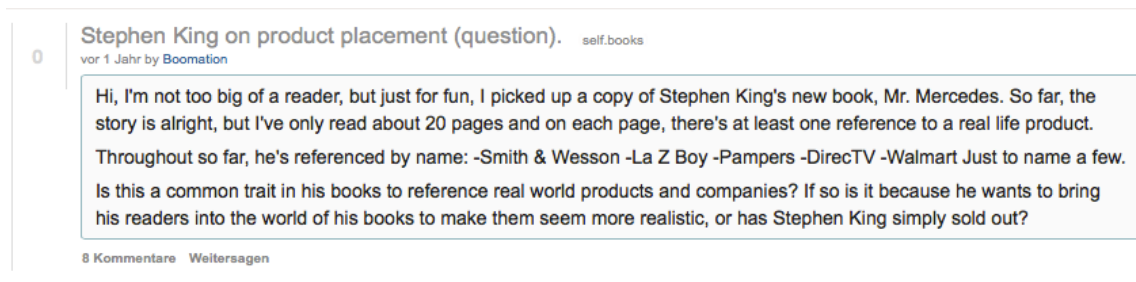 Stephen King on product placement (question). self.books
0
vor 1 Jahr by Boomation
Hi, I'm not too big of a reader, but just for fun, I picked up a copy of Stephen King's new book, Mr. Mercedes. So far, the
story is alright, but I've only read about 20 pages and on each page, there's at least one reference to a real life product.
Throughout so far, he's referenced by name: -Smith & Wesson -La Z Boy -Pampers -DirecTV -Walmart Just to name a few.
Is this a common trait in his books to reference real world products and companies? If so is it because he wants to bring
his readers into the world of his books to make them seem more realistic, or has Stephen King simply sold out?
8 Kommentare Weitersagen